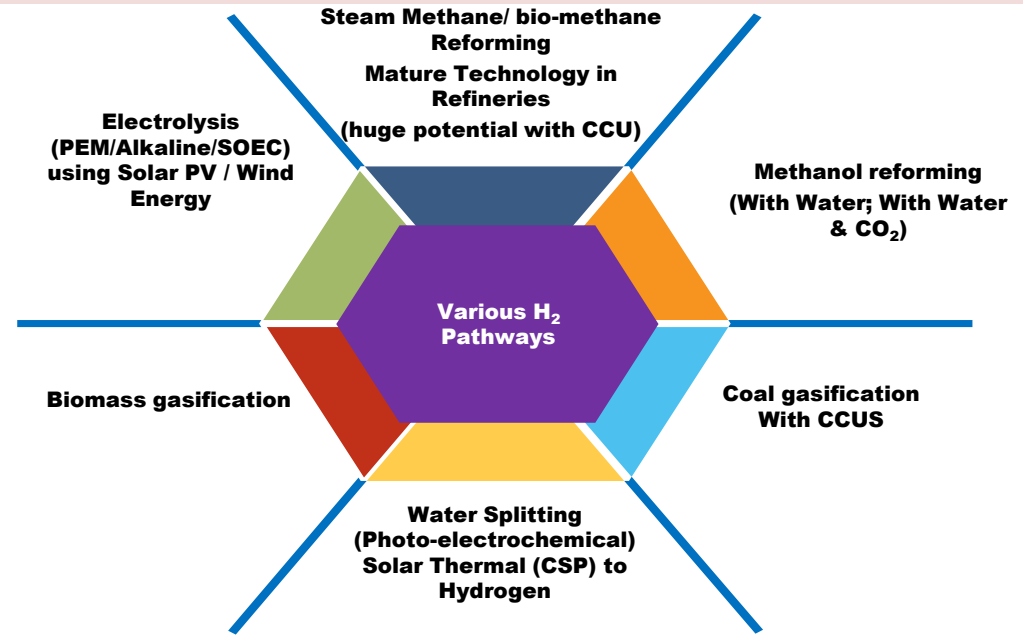 Steam Methane/ bio-methane
Reforming
Mature Technology in
Refineries
(huge potential with CCU)
Electrolysis
(PEM/Alkaline/SOEC)
using Solar PV / Wind
Energy
Methanol reforming
(With Water; With Water
& CO₂)
Various H₂
Pathways
Biomass gasification
Coal gasification
With CCUS
Water Splitting
(Photo-electrochemical)
Solar Thermal (CSP) to
Hydrogen